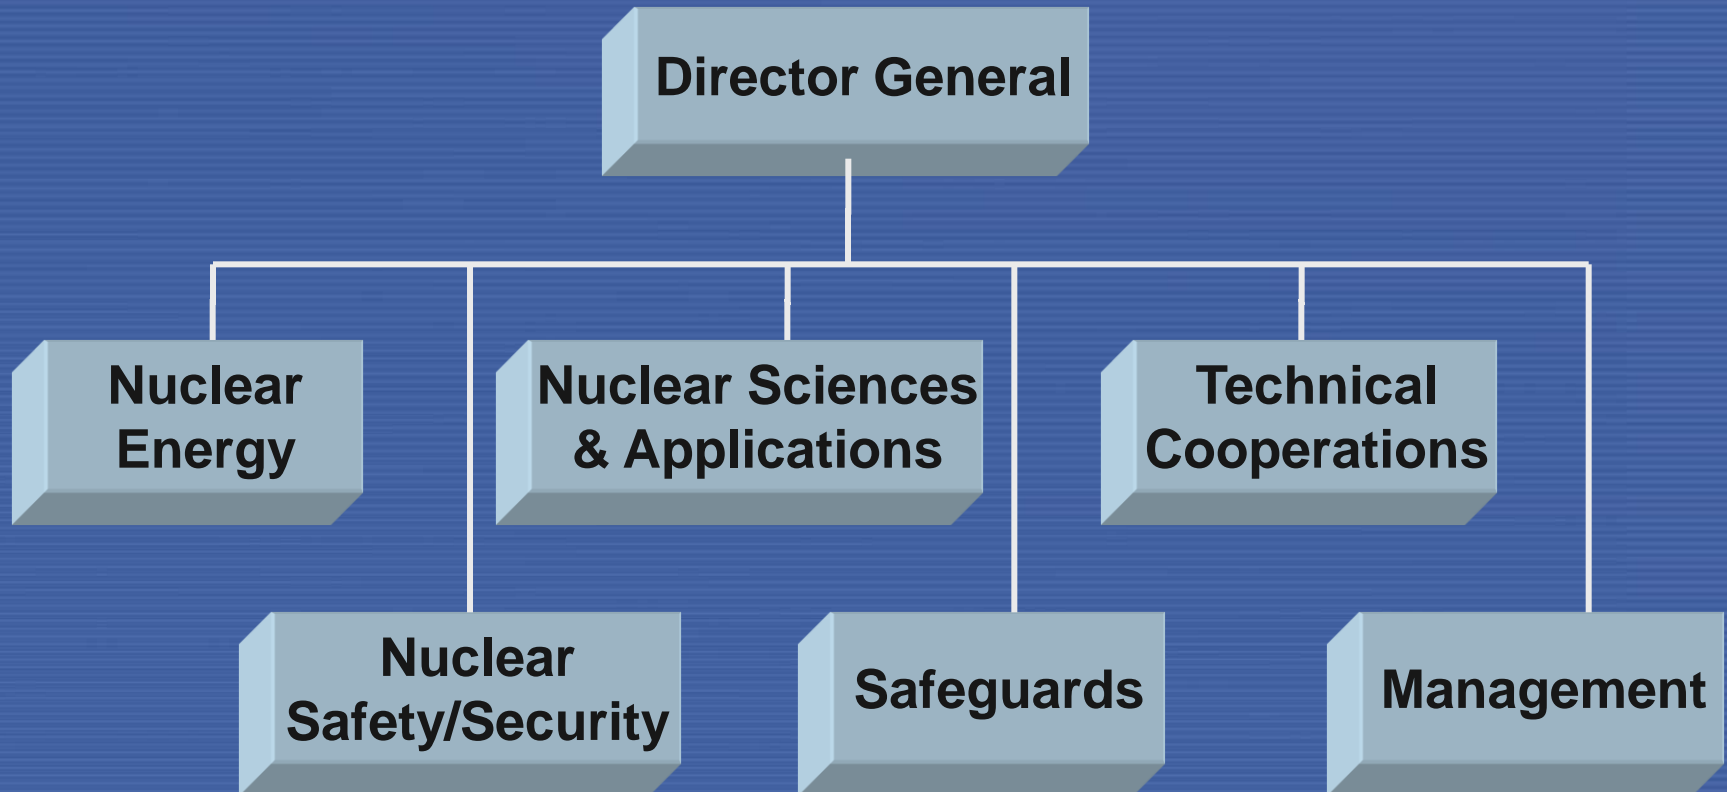 Director General
Nuclear
Energy
Nuclear Sciences
& Applications
Technical
Cooperations
Nuclear
Safety/Security
Safeguards
Management